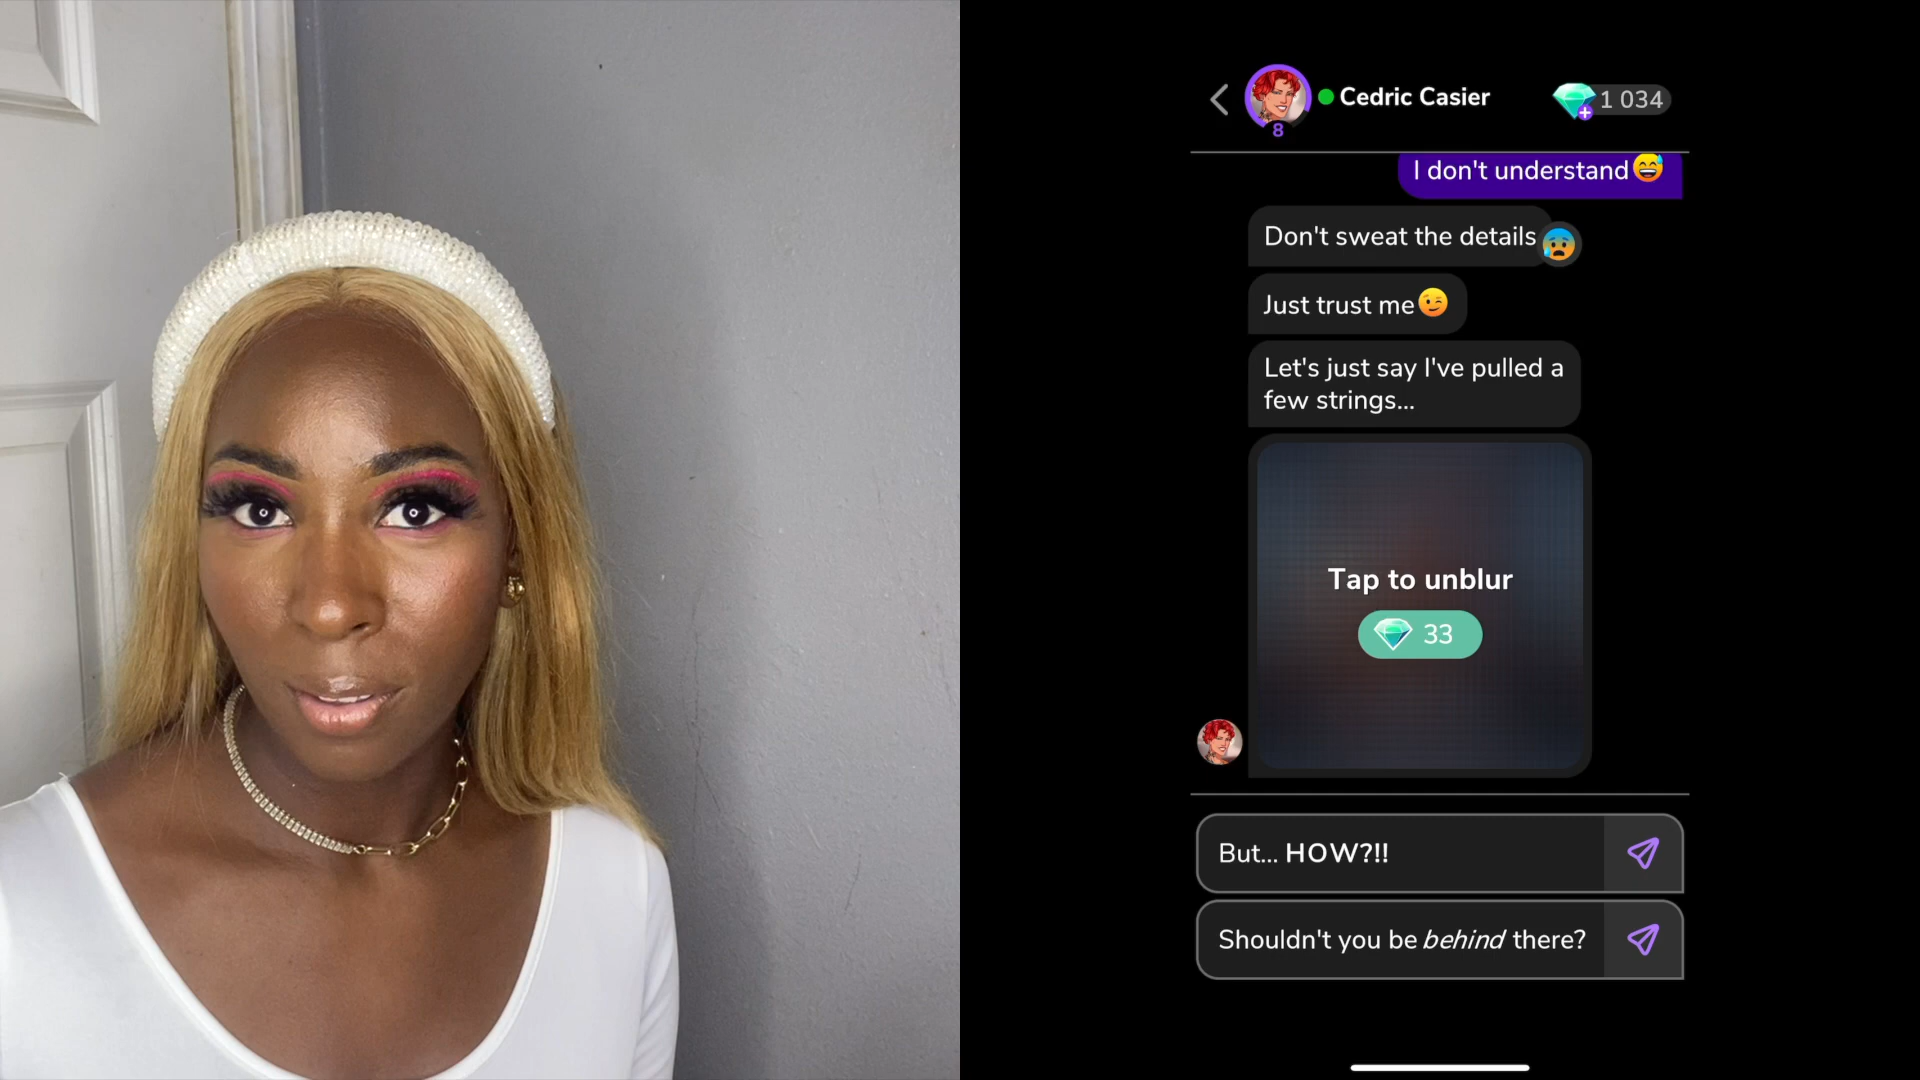 Cedric Casier
1 034
8
I don't understand😅
Don't sweat the details
😰
Just trust me😉
Let's just say I've pulled a
few strings...
Tap to unblur
33
But... HOW?!!
Shouldn't you be behind there?